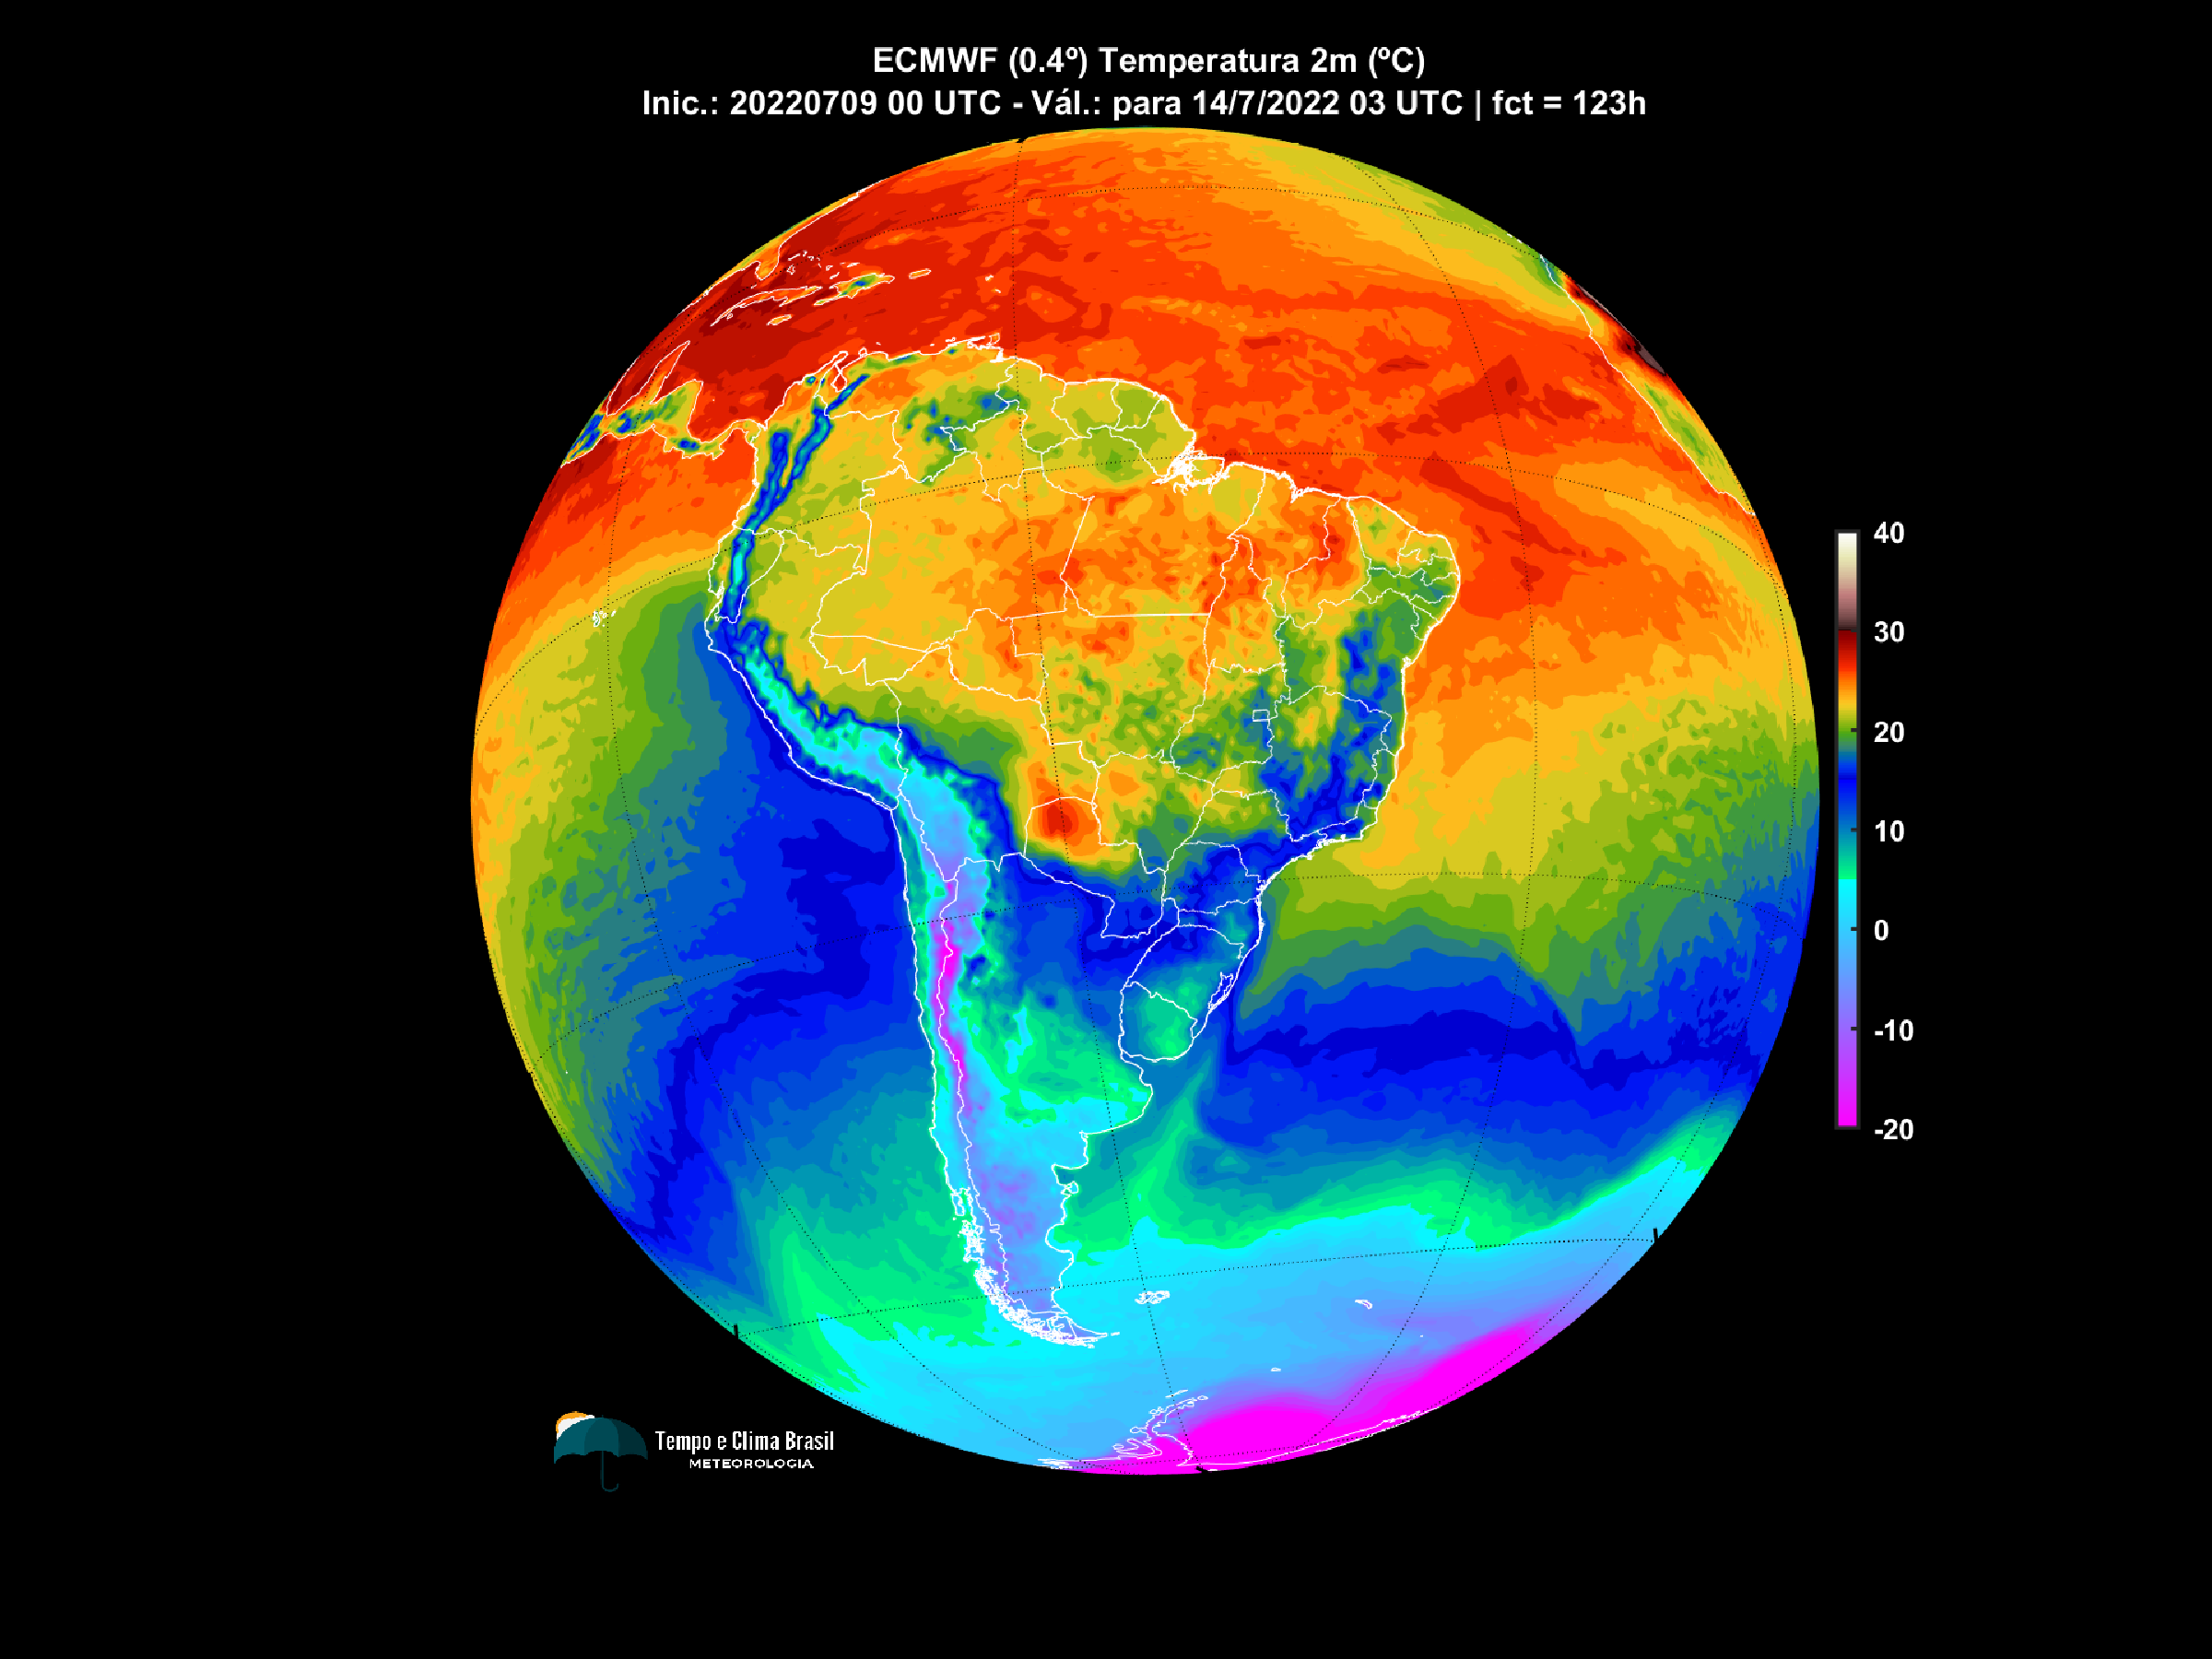 ECMWF (0.4º) Temperatura 2m (ºC)
Inic.: 20220709 00 UTC - Vál.: para 14/7/2022 03 UTC | fct = 123h
40
30
20
10
0
-10
-20
Tempo e Clima Brasil
METEOROLOGIA